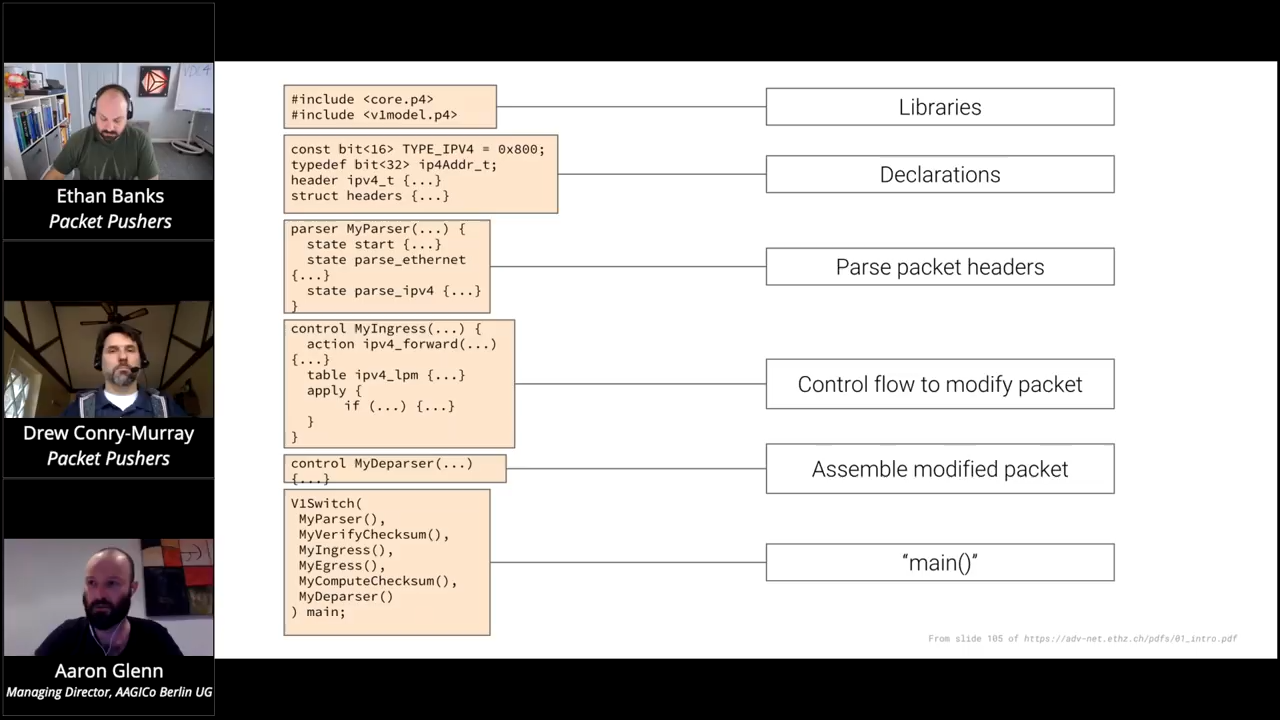 Ethan Banks
Packet Pushers
Drew Conry-Murray
Packet Pushers
Aaron Glenn
Managing Director, AAGICo Berlin UG
#include <core.p4>
#include <v1model.p4>
Libraries
const bit<16> TYPE_IPV4 = 0x800;
typedef bit<32> ip4Addr_t;
header ipv4_t {...}
struct headers {...}
Declarations
parser MyParser(...) {
  state start {...}
  state parse_ethernet
{...}
  state parse_ipv4 {...}
}
Parse packet headers
control MyIngress(...) {
  action ipv4_forward(...)
{...}
  table ipv4_lpm {...}
  apply {
       if (...) {...}
  }
}
Control flow to modify packet
control MyDeparser(...)
{...}
Assemble modified packet
V1Switch(
 MyParser(),
 MyVerifyChecksum(),
 MyIngress(),
 MyEgress(),
 MyComputeChecksum(),
 MyDeparser()
) main;
“main()”
From slide 105 of https://adv-net.ethz.ch/pdfs/01_intro.pdf